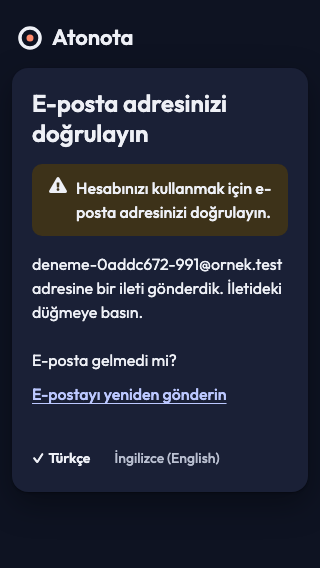 Atonota
E-posta adresinizi
doğrulayın
Hesabınızı kullanmak için e-
posta adresinizi doğrulayın.
deneme-0addc672-991@ornek.test
adresine bir ileti gönderdik. İletideki
düğmeye basın.
E-posta gelmedi mi?
E-postayı yeniden gönderin
Türkçe
İngilizce (English)